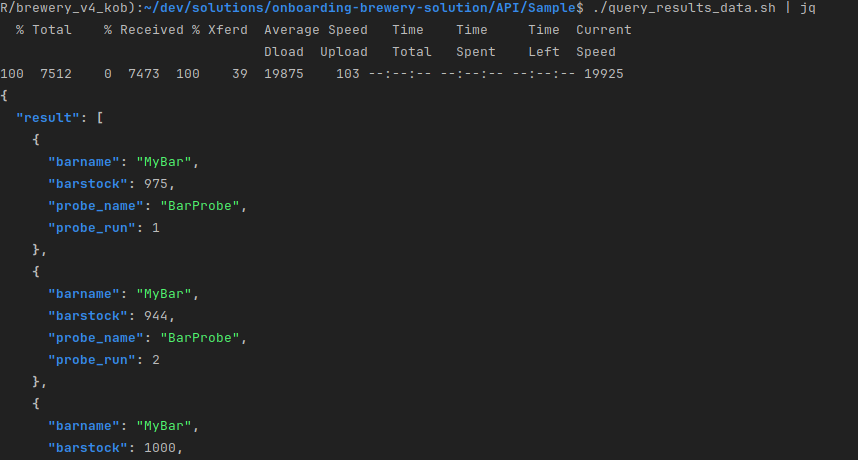 R/brewery_v4_kob):~/dev/solutions/onboarding-brewery-solution/API/Sample$ ./query_results_data.sh | jq
  % Total    % Received % Xferd  Average Speed   Time    Time     Time  Current
                                 Dload  Upload   Total   Spent    Left  Speed
100  7512    0  7473  100    39  19875    103 --:--:-- --:--:-- --:--:-- 19925
{
  "result": [
    {
      "barname": "MyBar",
      "barstock": 975,
      "probe_name": "BarProbe",
      "probe_run": 1
    },
    {
      "barname": "MyBar",
      "barstock": 944,
      "probe_name": "BarProbe",
      "probe_run": 2
    },
    {
      "barname": "MyBar",
      "barstock": 1000,